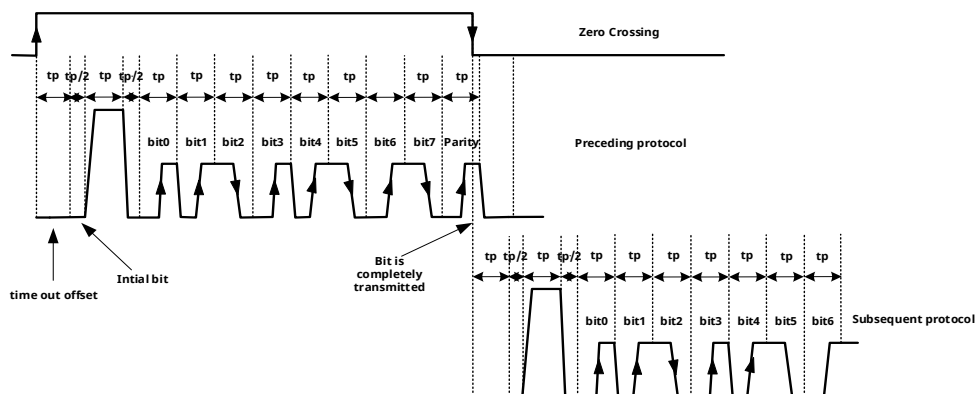 Zero Crossing
tp tp/2 tp tp/2 tp tp tp tp tp tp tp tp
bit0 bit1 bit2 bit3 bit4 bit5 bit6 bit7 Parity
Preceding protocol
Intial bit
time out offset
Bit is
completely
transmitted
tp tp/2 tp tp/2 tp tp tp tp tp tp tp
bit0 bit1 bit2 bit3 bit4 bit5 bit6
Subsequent protocol